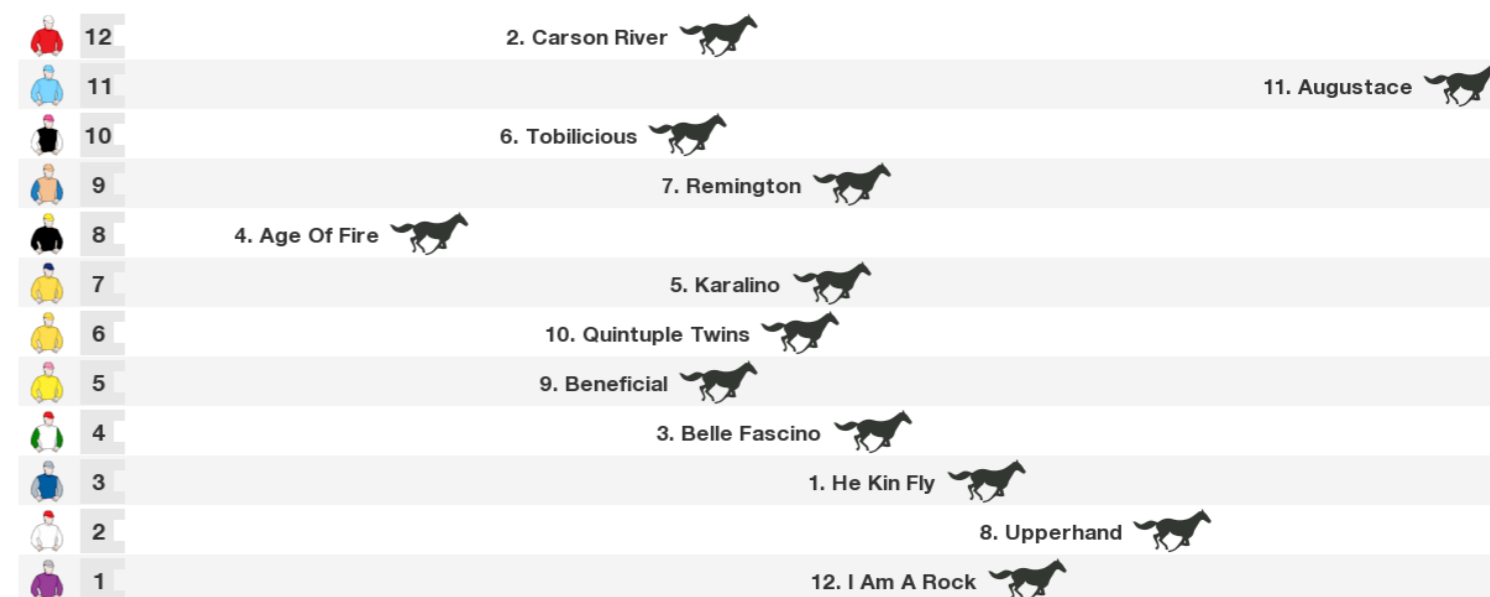 12 2. Carson River
11 11. Augustace
10 6. Tobilicious
9 7. Remington
8 4. Age Of Fire
7 5. Karalino
6 10. Quintuple Twins
5 9. Beneficial
4 3. Belle Fascino
3 1. He Kin Fly
2 8. Upperhand
1 12. I Am A Rock